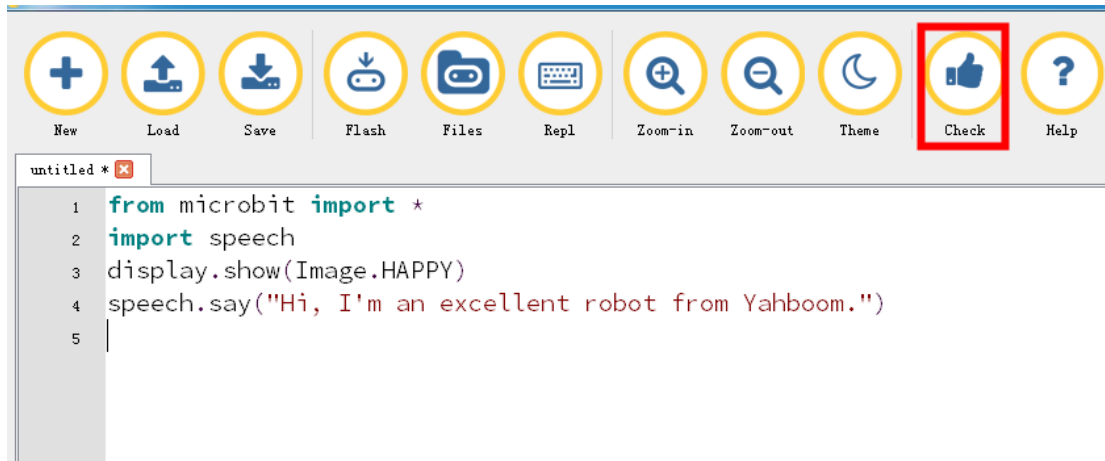 New Load Save Flash Files Repl Zoom-in Zoom-out Theme Check Help
untitled *
1 from microbit import *
2 import speech
3 display.show(Image.HAPPY)
4 speech.say("Hi, I'm an excellent robot from Yahboom.")
5